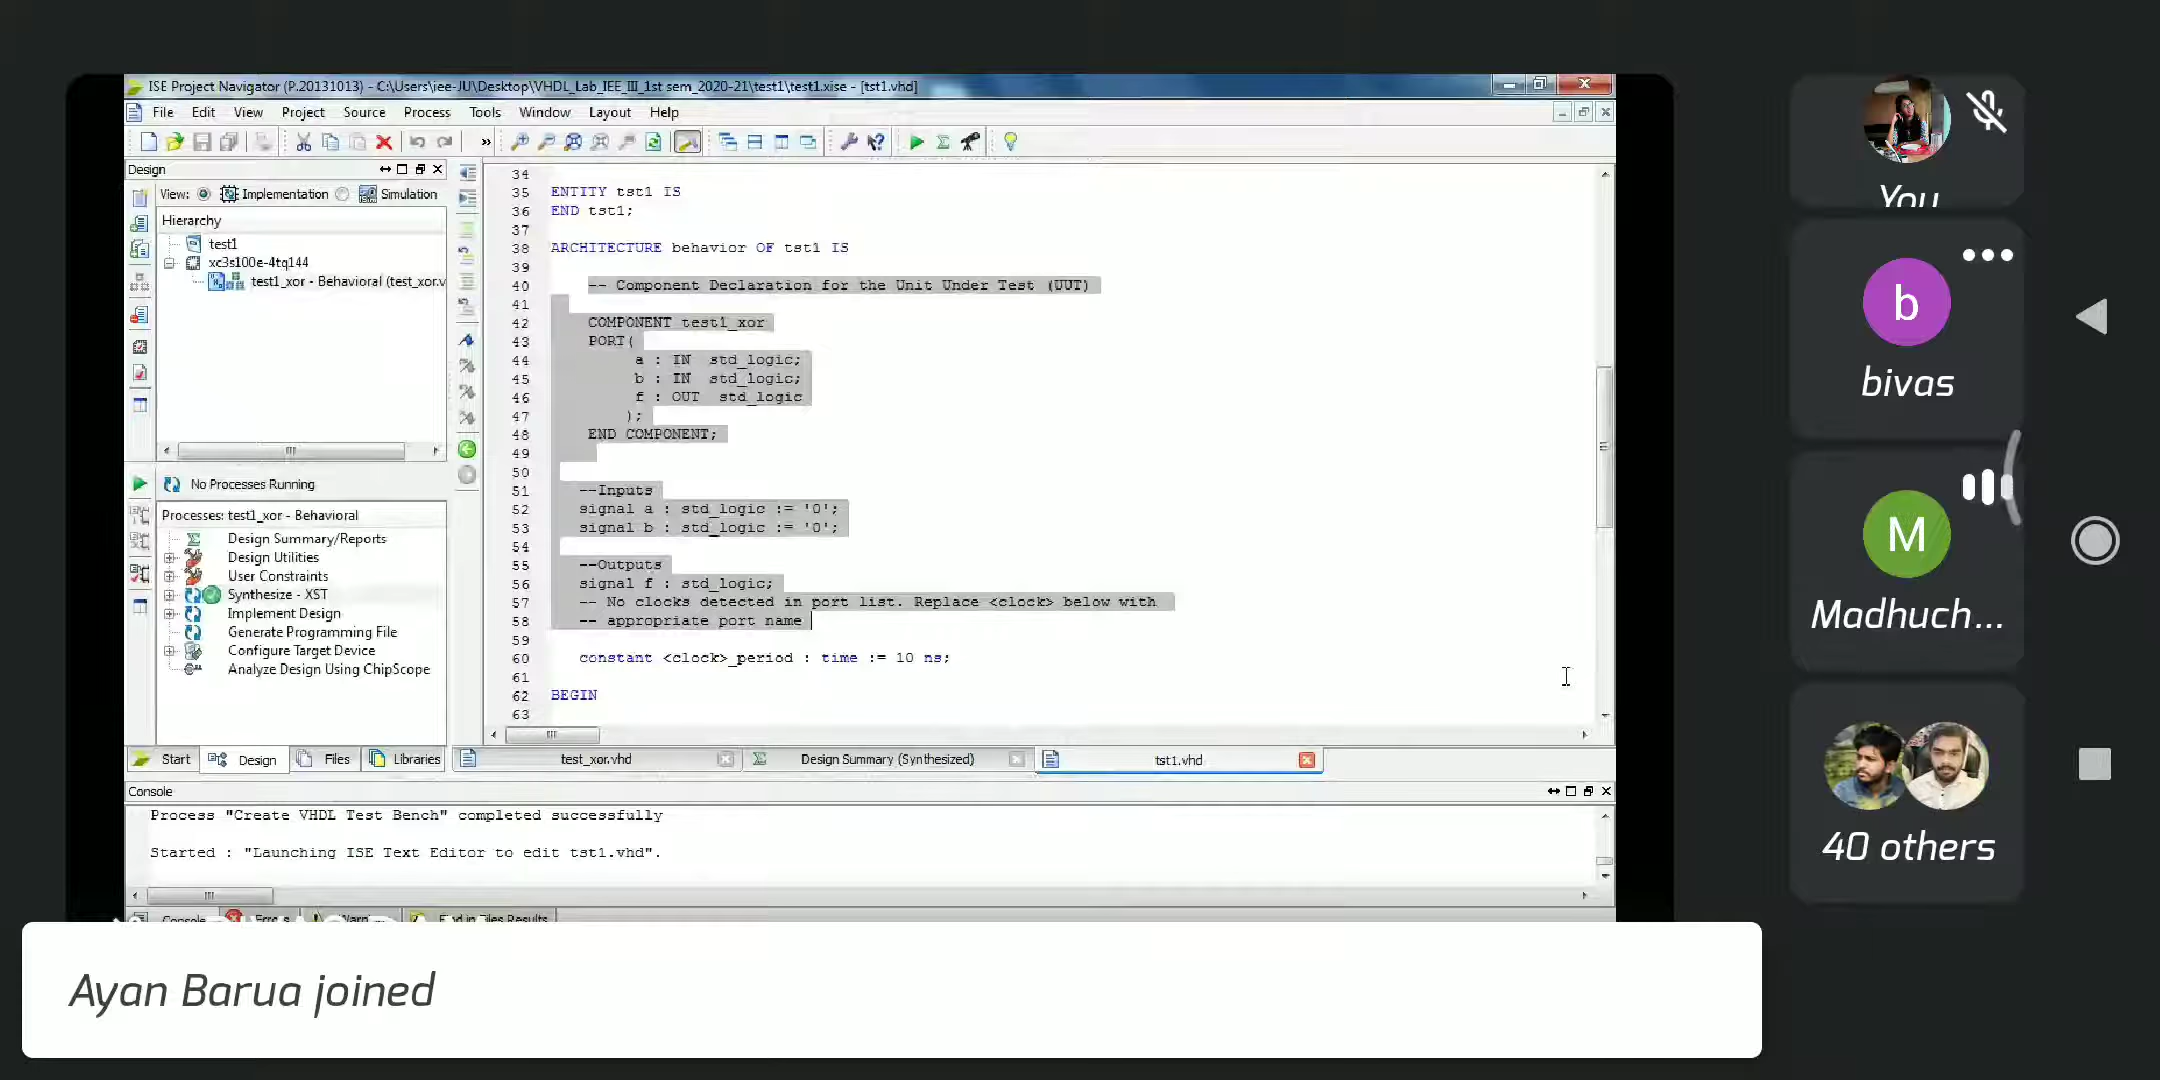 ISE Project Navigator (P.20131013) - C:\Users\iee-JU\Desktop\VHDL_Lab_IEE_III_1st sem_2020-21\test1\test1.xise - [tst1.vhd]
File Edit View Project Source Process Tools Window Layout Help
Design
View: Implementation Simulation
Hierarchy
test1
xc3s100e-4tq144
test1_xor - Behavioral (test_xor.v
No Processes Running
Processes: test1_xor - Behavioral
Design Summary/Reports
Design Utilities
User Constraints
Synthesize - XST
Implement Design
Generate Programming File
Configure Target Device
Analyze Design Using ChipScope
Start Design Files Libraries
34
35 ENTITY tst1 IS
36 END tst1;
37
38 ARCHITECTURE behavior OF tst1 IS
39
40 -- Component Declaration for the Unit Under Test (UUT)
41
42 COMPONENT test1_xor
43 PORT(
44 a : IN std_logic;
45 b : IN std_logic;
46 f : OUT std_logic
47 );
48 END COMPONENT;
49
50
51 --Inputs
52 signal a : std_logic := '0';
53 signal b : std_logic := '0';
54
55 --Outputs
56 signal f : std_logic;
57 -- No clocks detected in port list. Replace <clock> below with
58 -- appropriate port name
59
60 constant <clock>_period : time := 10 ns;
61
62 BEGIN
63
test_xor.vhd Design Summary (Synthesized) tst1.vhd
Console
Process "Create VHDL Test Bench" completed successfully
Started : "Launching ISE Text Editor to edit tst1.vhd".
Console Errors Find in Files Results
Ayan Barua joined
You
b
bivas
M
Madhuch...
40 others